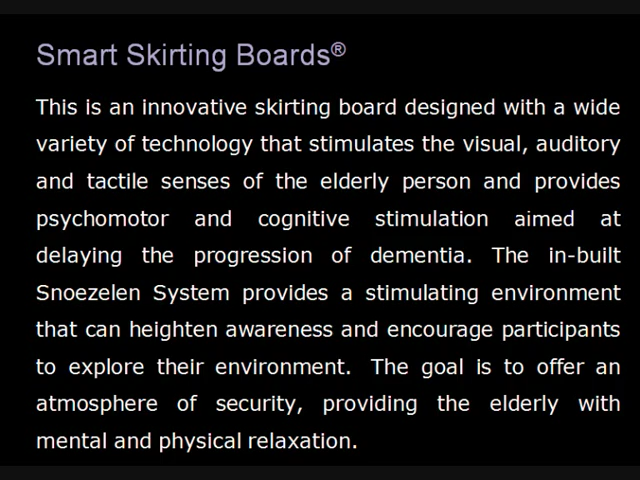 Smart Skirting Boards®
This is an innovative skirting board designed with a wide
variety of technology that stimulates the visual, auditory
and tactile senses of the elderly person and provides
psychomotor and cognitive stimulation aimed at
delaying the progression of dementia. The in-built
Snoezelen System provides a stimulating environment
that can heighten awareness and encourage participants
to explore their environment. The goal is to offer an
atmosphere of security, providing the elderly with
mental and physical relaxation.